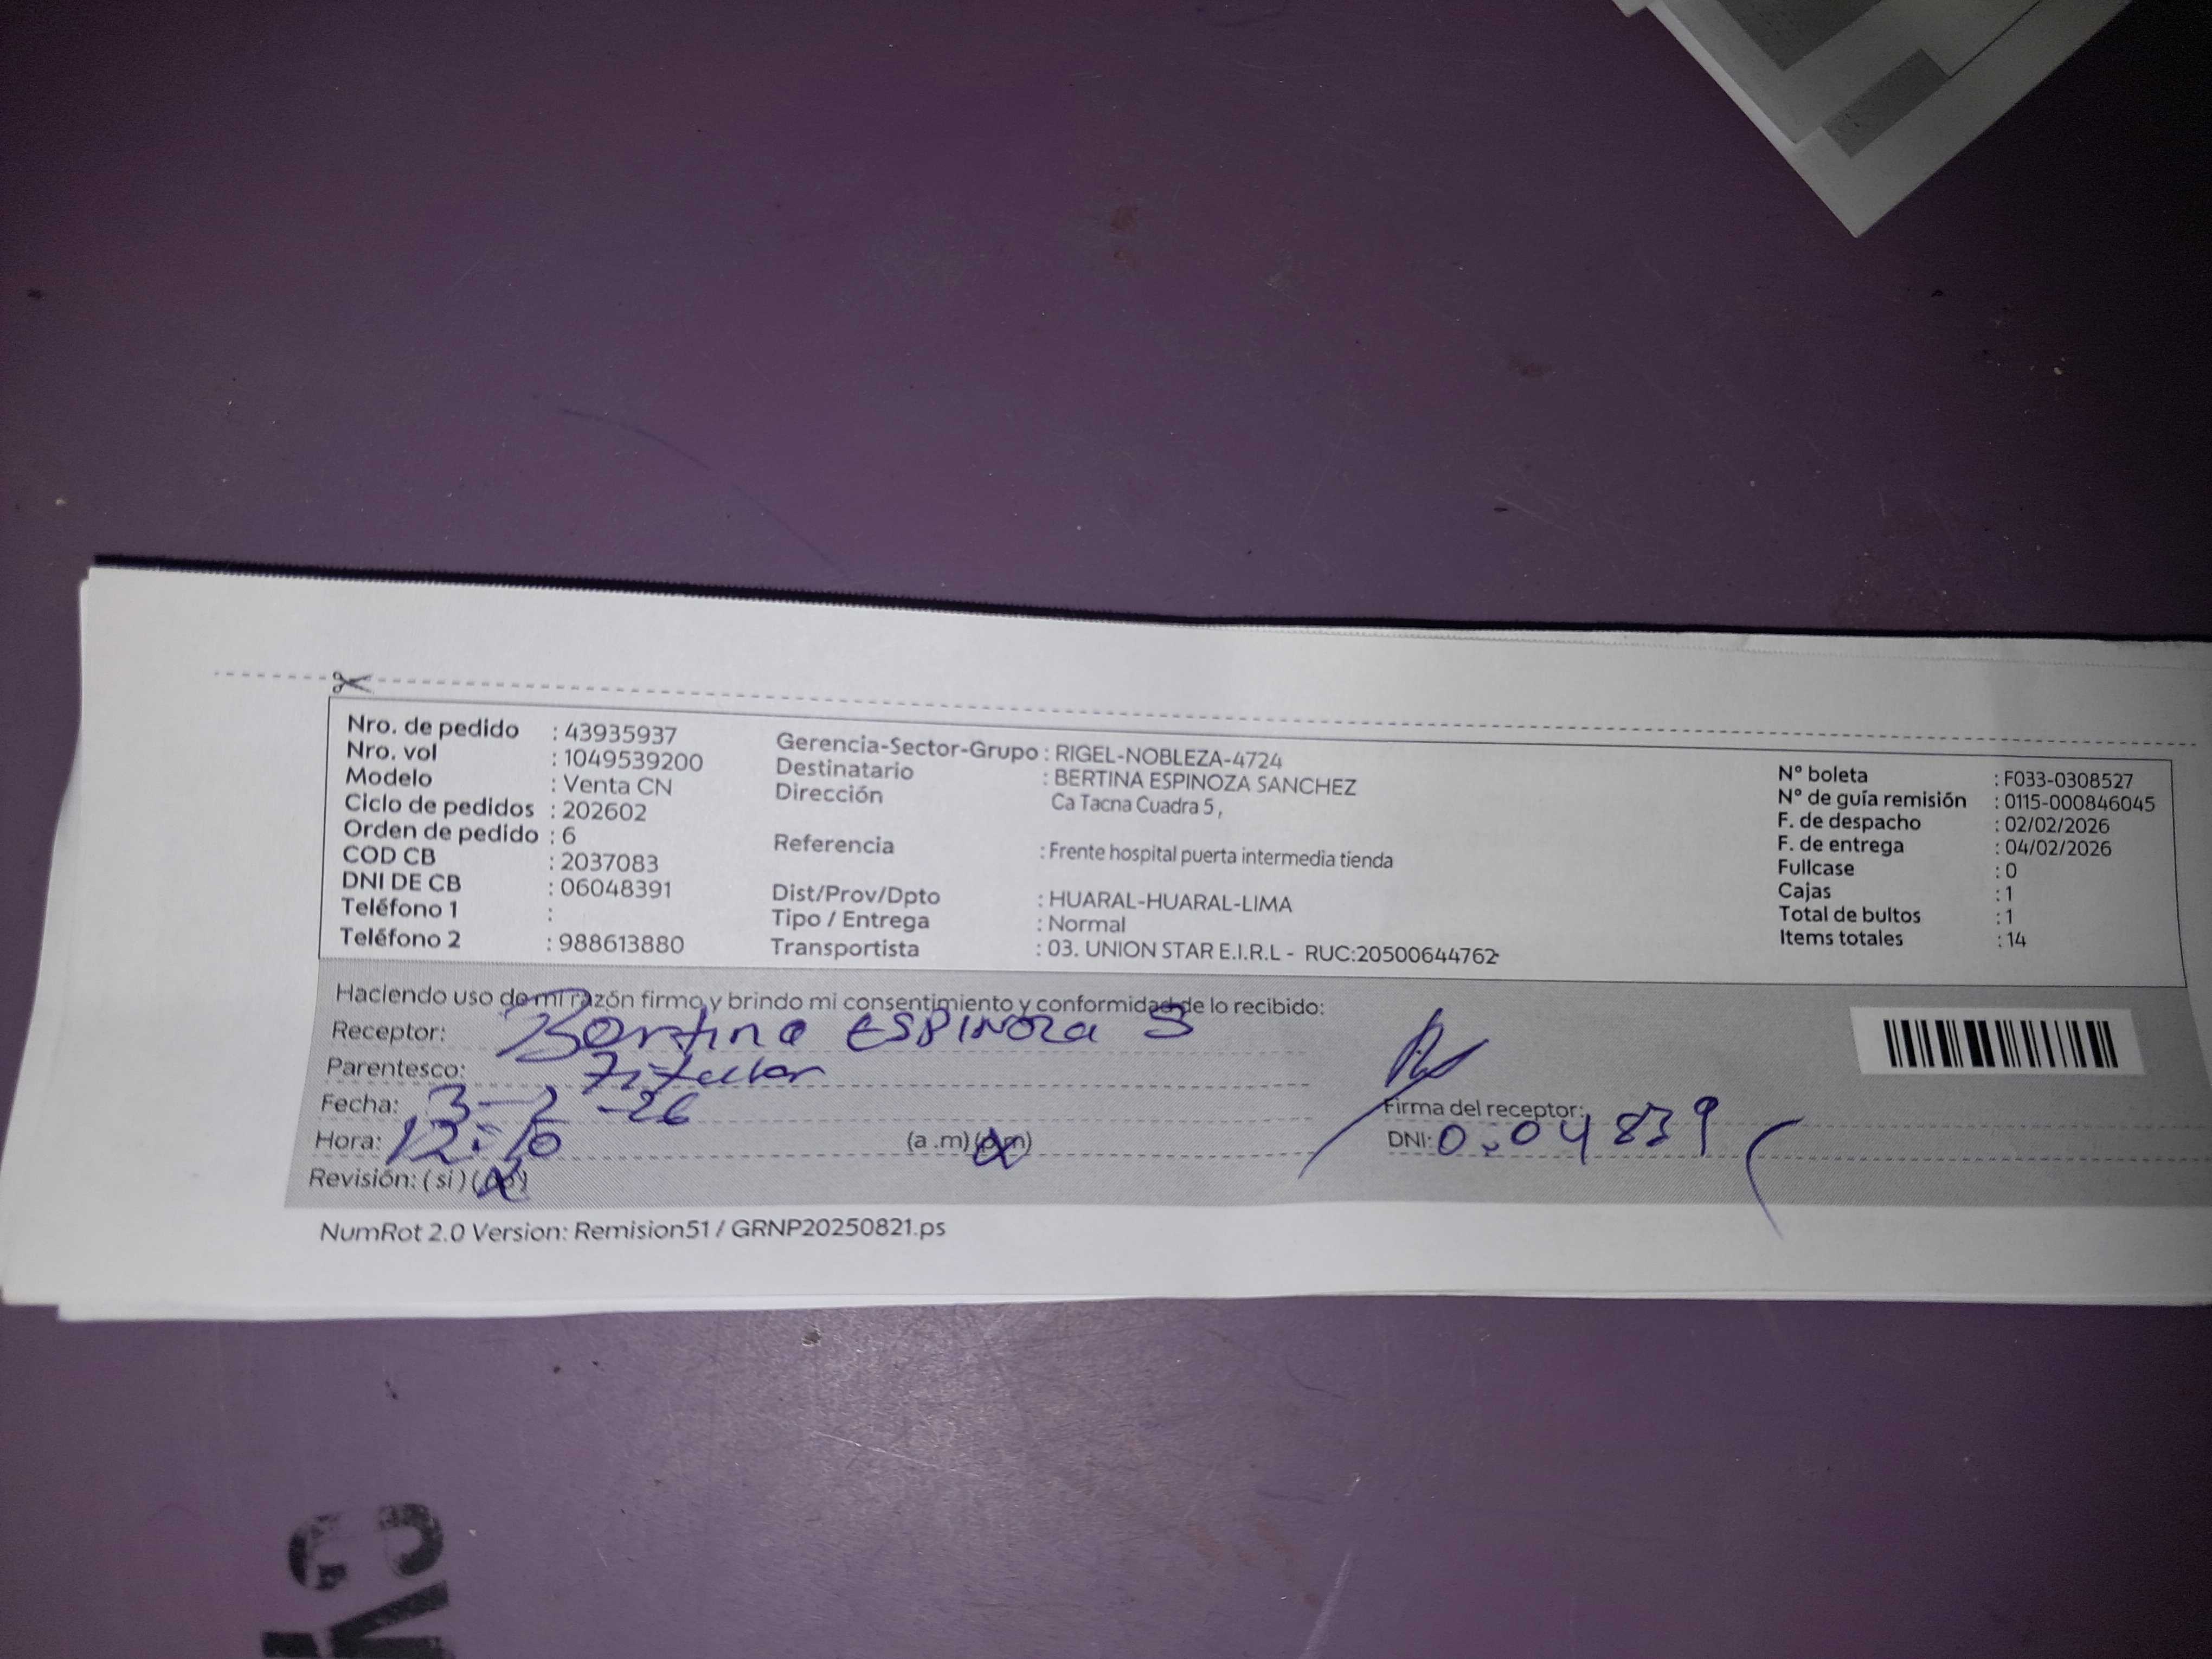 Nro. de pedido : 43935937
Nro. vol : 1049539200
Modelo : Venta CN
Ciclo de pedidos : 202602
Orden de pedido : 6
COD CB : 2037083
DNI DE CB : 06048391
Teléfono 1 :
Teléfono 2 : 988613880
Gerencia-Sector-Grupo : RIGEL-NOBLEZA-4724
Destinatario : BERTINA ESPINOZA SANCHEZ
Dirección Ca Tacna Cuadra 5 ,
Referencia : Frente hospital puerta intermedia tienda
Dist/Prov/Dpto : HUARAL-HUARAL-LIMA
Tipo / Entrega : Normal
Transportista : 03. UNION STAR E.I.R.L - RUC:20500644762-
N° boleta : F033-0308527
N° de guía remisión : 0115-000846045
F. de despacho : 02/02/2026
F. de entrega : 04/02/2026
Fullcase : 0
Cajas : 1
Total de bultos : 1
Items totales : 14
Haciendo uso de mi razón firmo y brindo mi consentimiento y conformidad de lo recibido:
Receptor: Bertina ESPINOZA S
Parentesco: Titular
Fecha: 3-2-26
Hora: 12:10 (a .m) (p.m)
Revisión: ( si ) (no)
Firma del receptor:
DNI:
NumRot 2.0 Version: Remision51 / GRNP20250821.ps